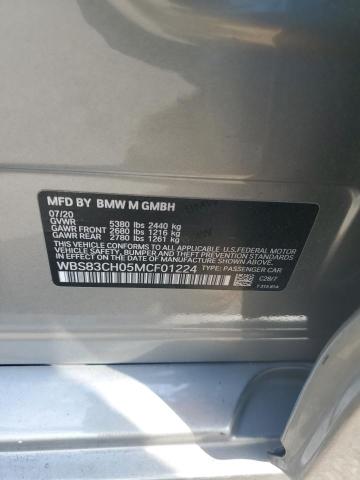 MFD BY BMW M GMBH
07/20
GVWR 5380 lbs 2440 kg
GAWR FRONT 2680 lbs 1216 kg
GAWR REAR 2780 lbs 1261 kg
THIS VEHICLE CONFORMS TO ALL APPLICABLE U.S. FEDERAL MOTOR
VEHICLE SAFETY, BUMPER AND THEFT PREVENTION
STANDARDS IN EFFECT ON THE DATE OF
MANUFACTURE SHOWN ABOVE.
WBS83CH05MCF01224 PASSENGER CAR
C28/7